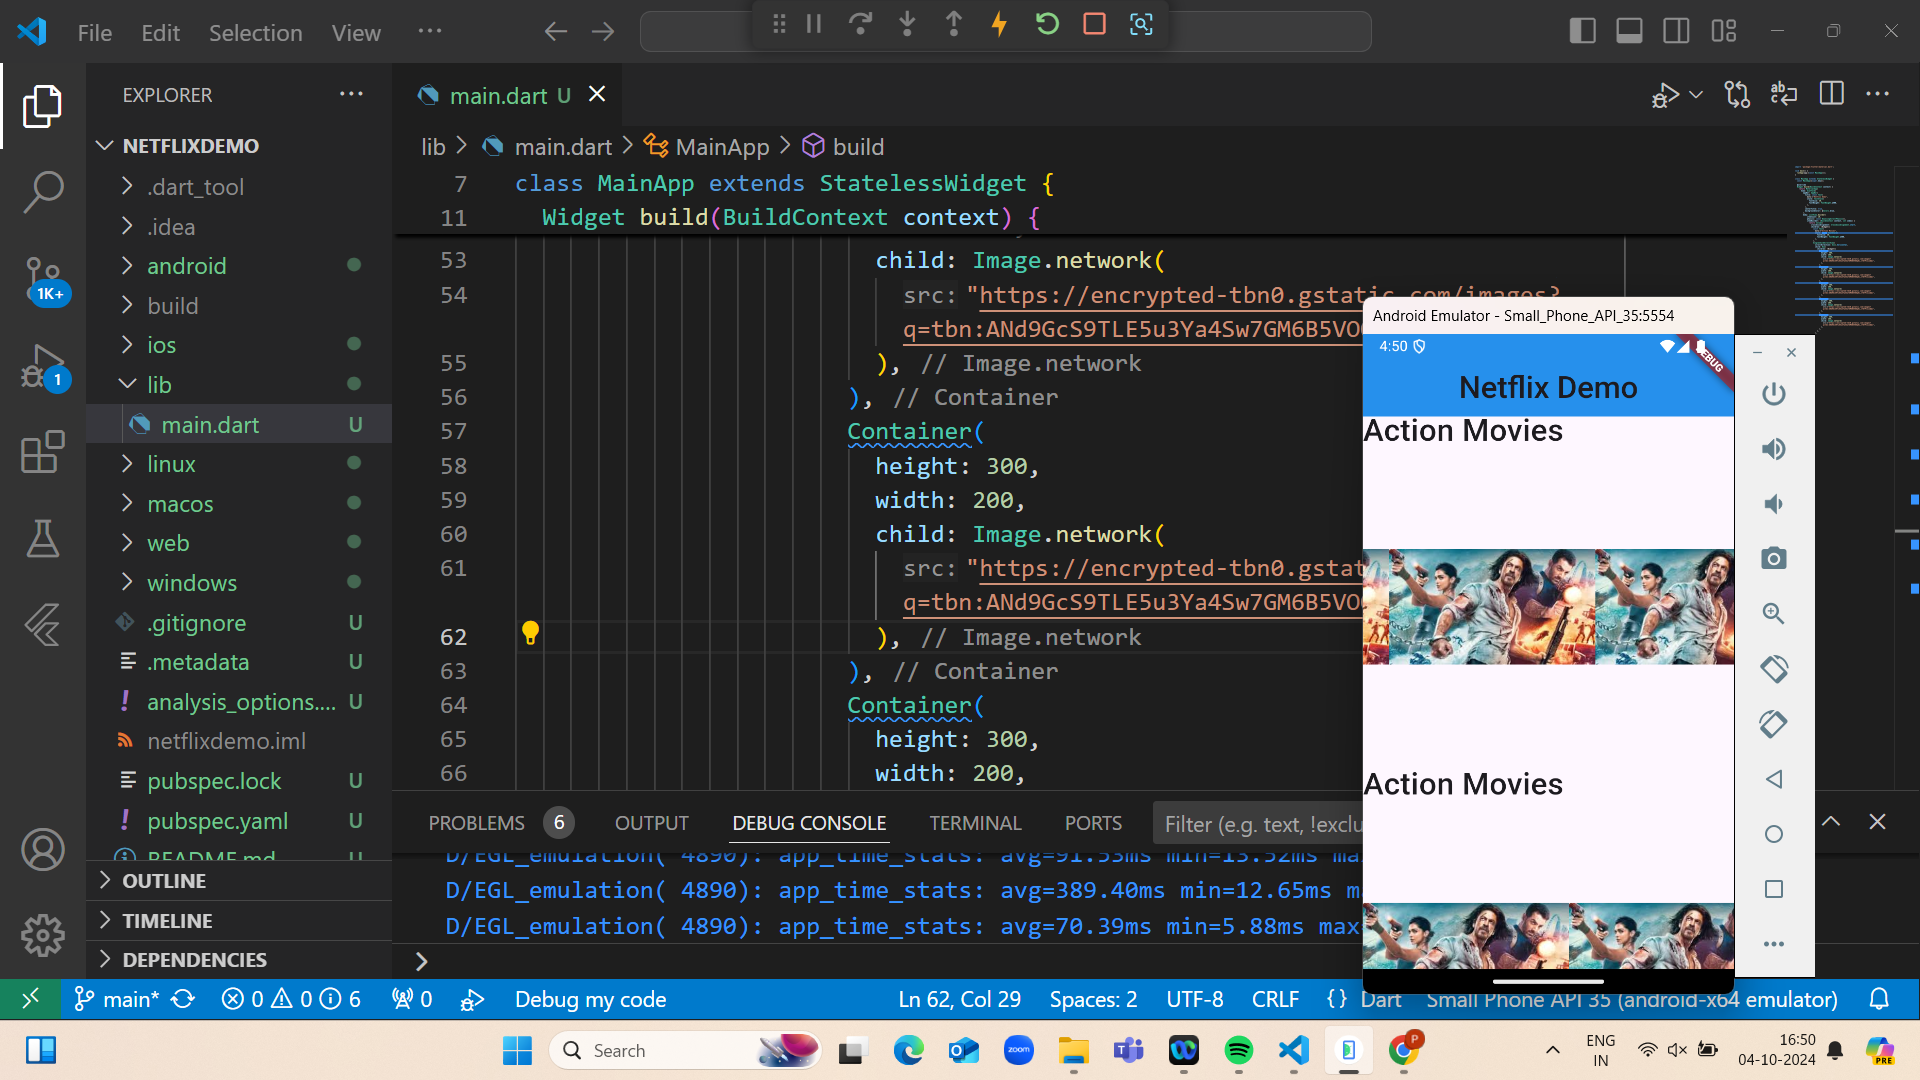 File Edit Selection View ···
EXPLORER ···
NETFLIXDEMO
.dart_tool
.idea
android
build
ios
lib
main.dart U
linux
macos
web
windows
.gitignore U
.metadata U
analysis_options.... U
netflixdemo.iml
pubspec.lock U
pubspec.yaml U
README.md U
OUTLINE
TIMELINE
DEPENDENCIES
1K+
1
main.dart U
lib > main.dart > MainApp > build
7 class MainApp extends StatelessWidget {
11 Widget build(BuildContext context) {
53 child: Image.network(
54 src: "https://encrypted-tbn0.gstatic.com/images?
q=tbn:ANd9GcS9TLE5u3Ya4Sw7GM6B5VO
55 ), // Image.network
56 ), // Container
57 Container(
58 height: 300,
59 width: 200,
60 child: Image.network(
61 src: "https://encrypted-tbn0.gstat
q=tbn:ANd9GcS9TLE5u3Ya4Sw7GM6B5VO
62 ), // Image.network
63 ), // Container
64 Container(
65 height: 300,
66 width: 200,
PROBLEMS 6 OUTPUT DEBUG CONSOLE TERMINAL PORTS Filter (e.g. text, !exclu
D/EGL_emulation( 4890): app_time_stats: avg=91.53ms min=13.52ms ma
D/EGL_emulation( 4890): app_time_stats: avg=389.40ms min=12.65ms m
D/EGL_emulation( 4890): app_time_stats: avg=70.39ms min=5.88ms max
Android Emulator - Small_Phone_API_35:5554
4:50
DEBUG
Netflix Demo
Action Movies
Action Movies
main* 0 0 6 0 Debug my code Ln 62, Col 29 Spaces: 2 UTF-8 CRLF {} Dart Small Phone API 35 (android-x64 emulator)
Search
zoom
P
ENG
IN
16:50
04-10-2024
PRE